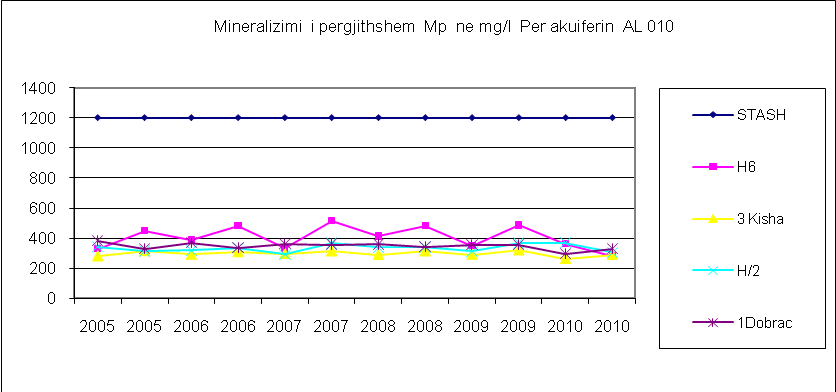 Mineralizimi i pergjithshem Mp ne mg/l Per akuiferin AL 010
1400
1200
1000
800
600
400
200
0
2005 2005 2006 2006 2007 2007 2008 2008 2009 2009 2010 2010
STASH
H6
3 Kisha
H/2
1Dobrac